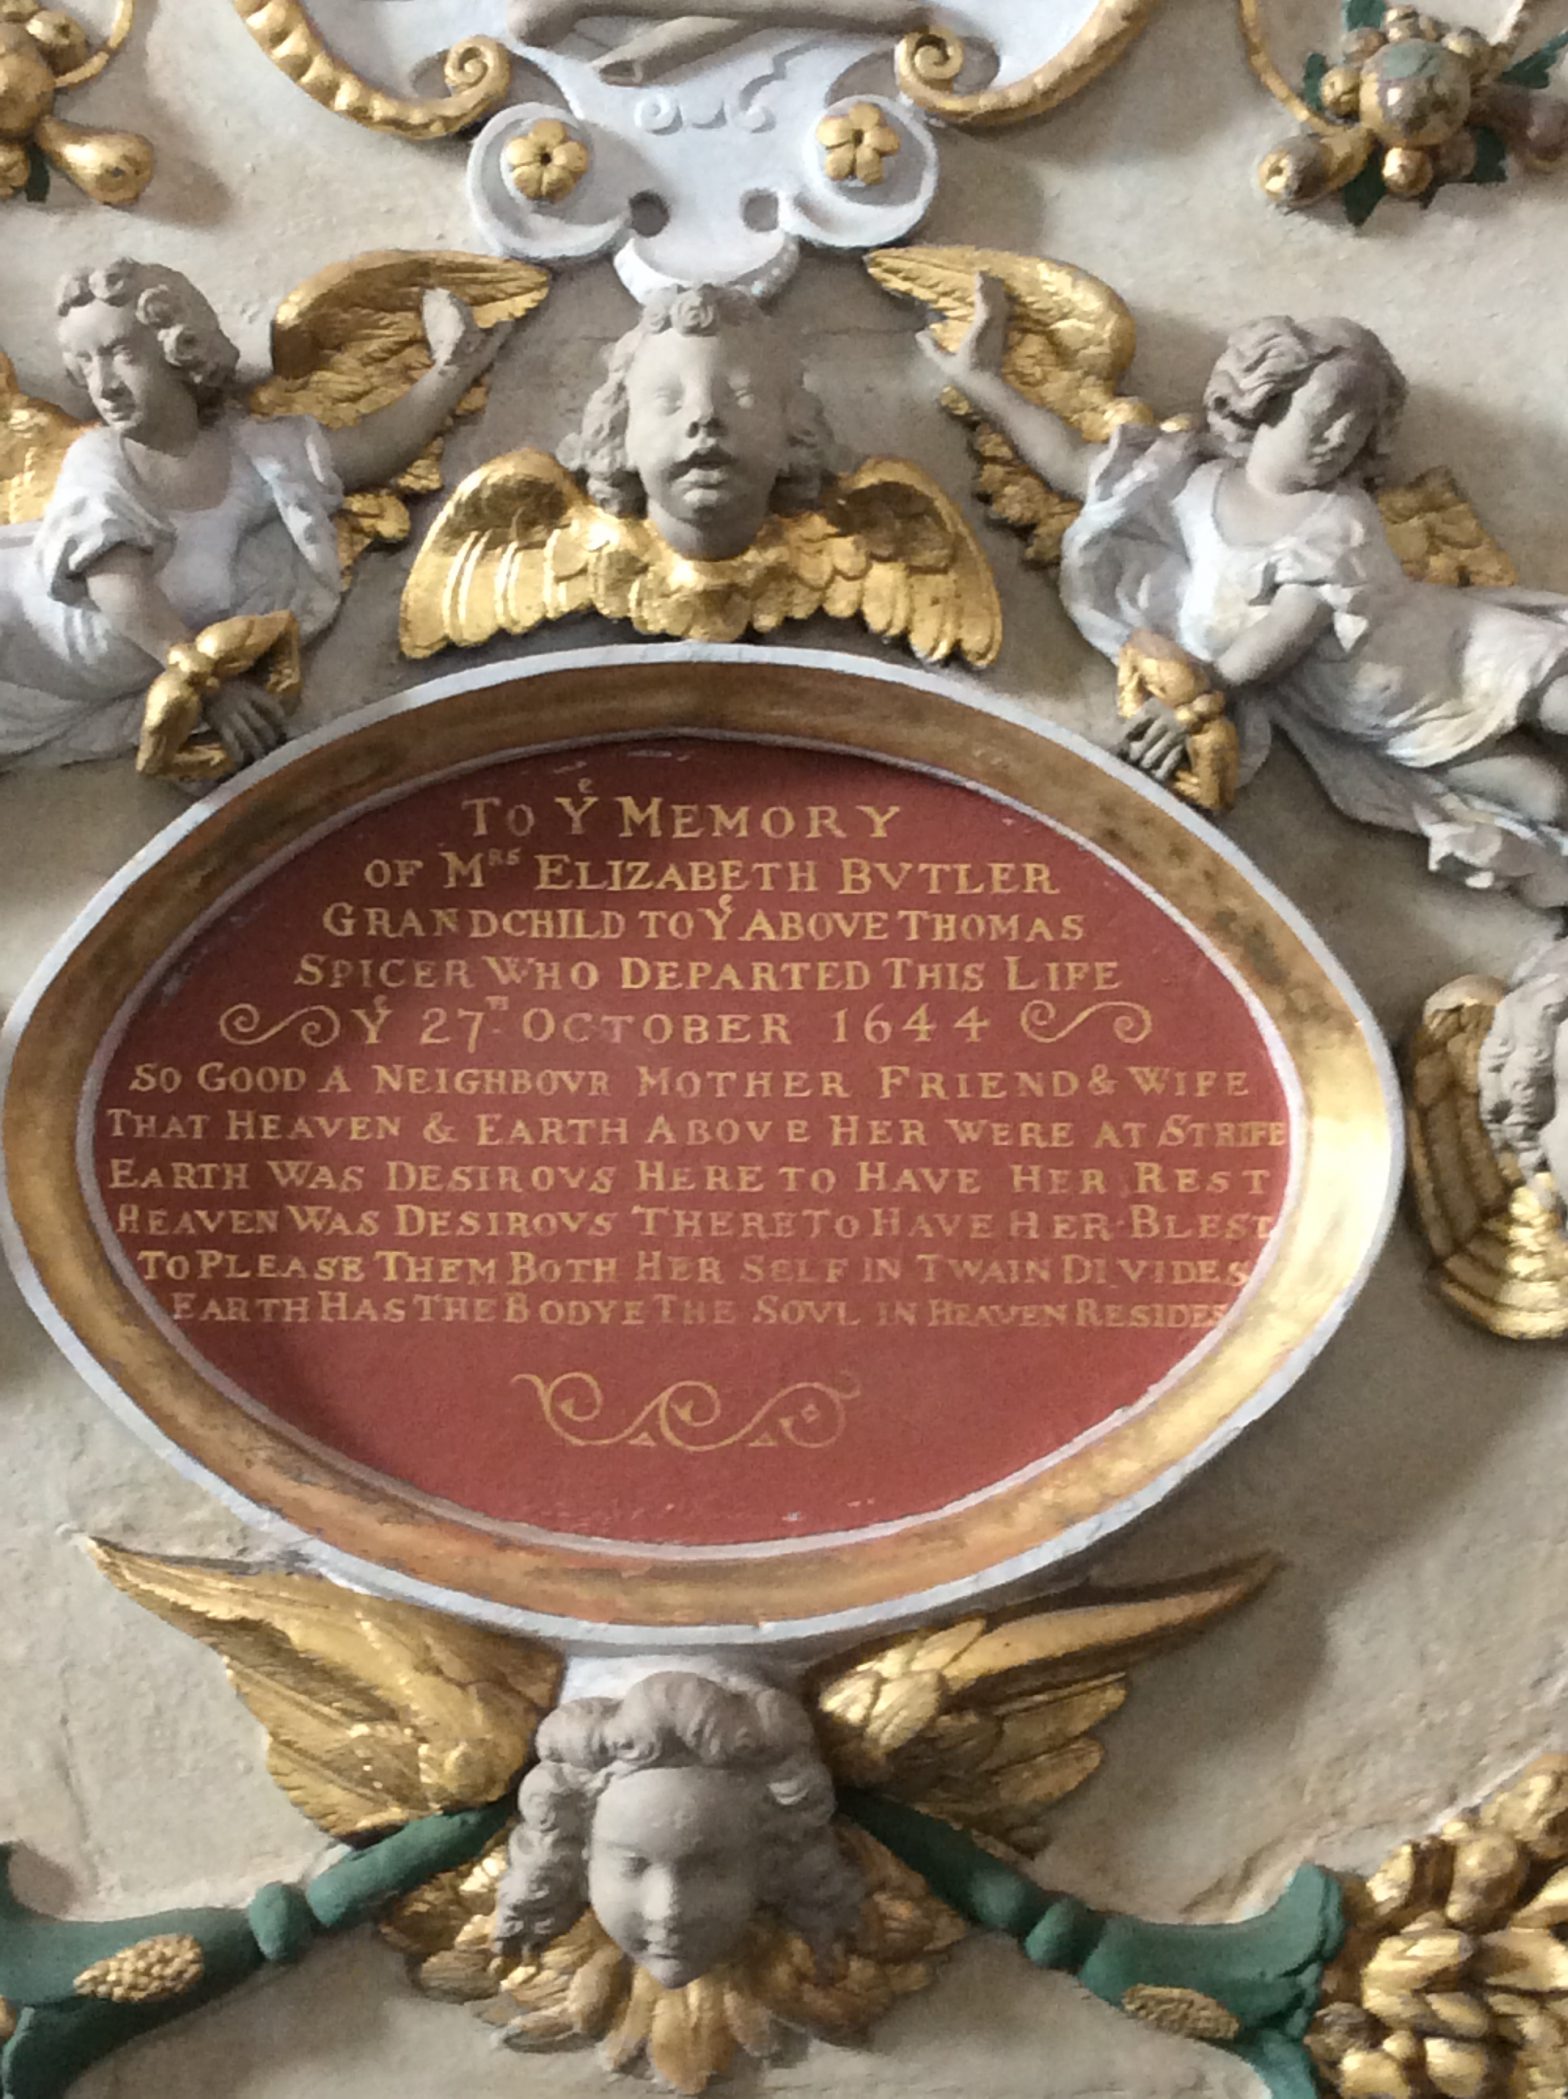 TO Yᵉ MEMORY
OF Mʳˢ ELIZABETH BVTLER
GRANDCHILD TO Yᵉ ABOVE THOMAS
SPICER WHO DEPARTED THIS LIFE
Yᵉ 27ᵀᴴ OCTOBER 1644
SO GOOD A NEIGHBOVR MOTHER FRIEND & WIFE
THAT HEAVEN & EARTH ABOVE HER WERE AT STRIFE
EARTH WAS DESIROVS HERE TO HAVE HER REST
HEAVEN WAS DESIROVS THERE TO HAVE HER BLEST
TO PLEASE THEM BOTH HER SELF IN TWAIN DIVIDES
EARTH HAS THE BODYE THE SOVL IN HEAVEN RESIDES